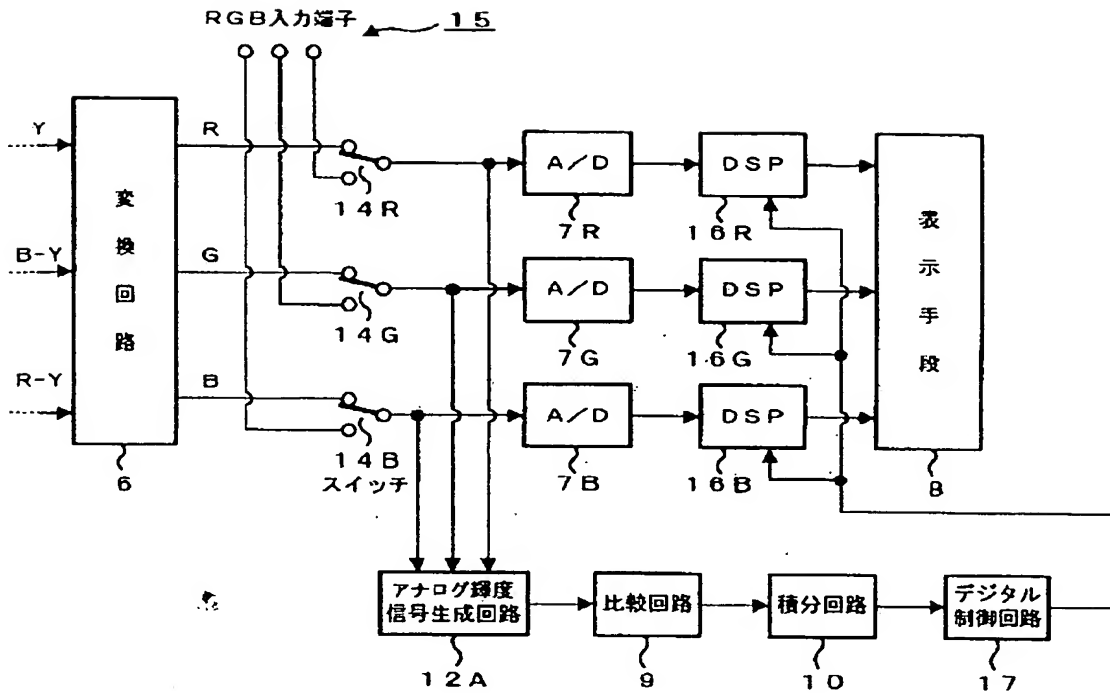 RGB入力端子
15
Y
R
A/D
DSP
14R
7R
16R
変換回路
表示手段
B-Y
G
A/D
DSP
14G
7G
16G
R-Y
B
A/D
DSP
14B
スイッチ
7B
16B
6
8
アナログ輝度
信号生成回路
比較回路
積分回路
デジタル
制御回路
12A
9
10
17